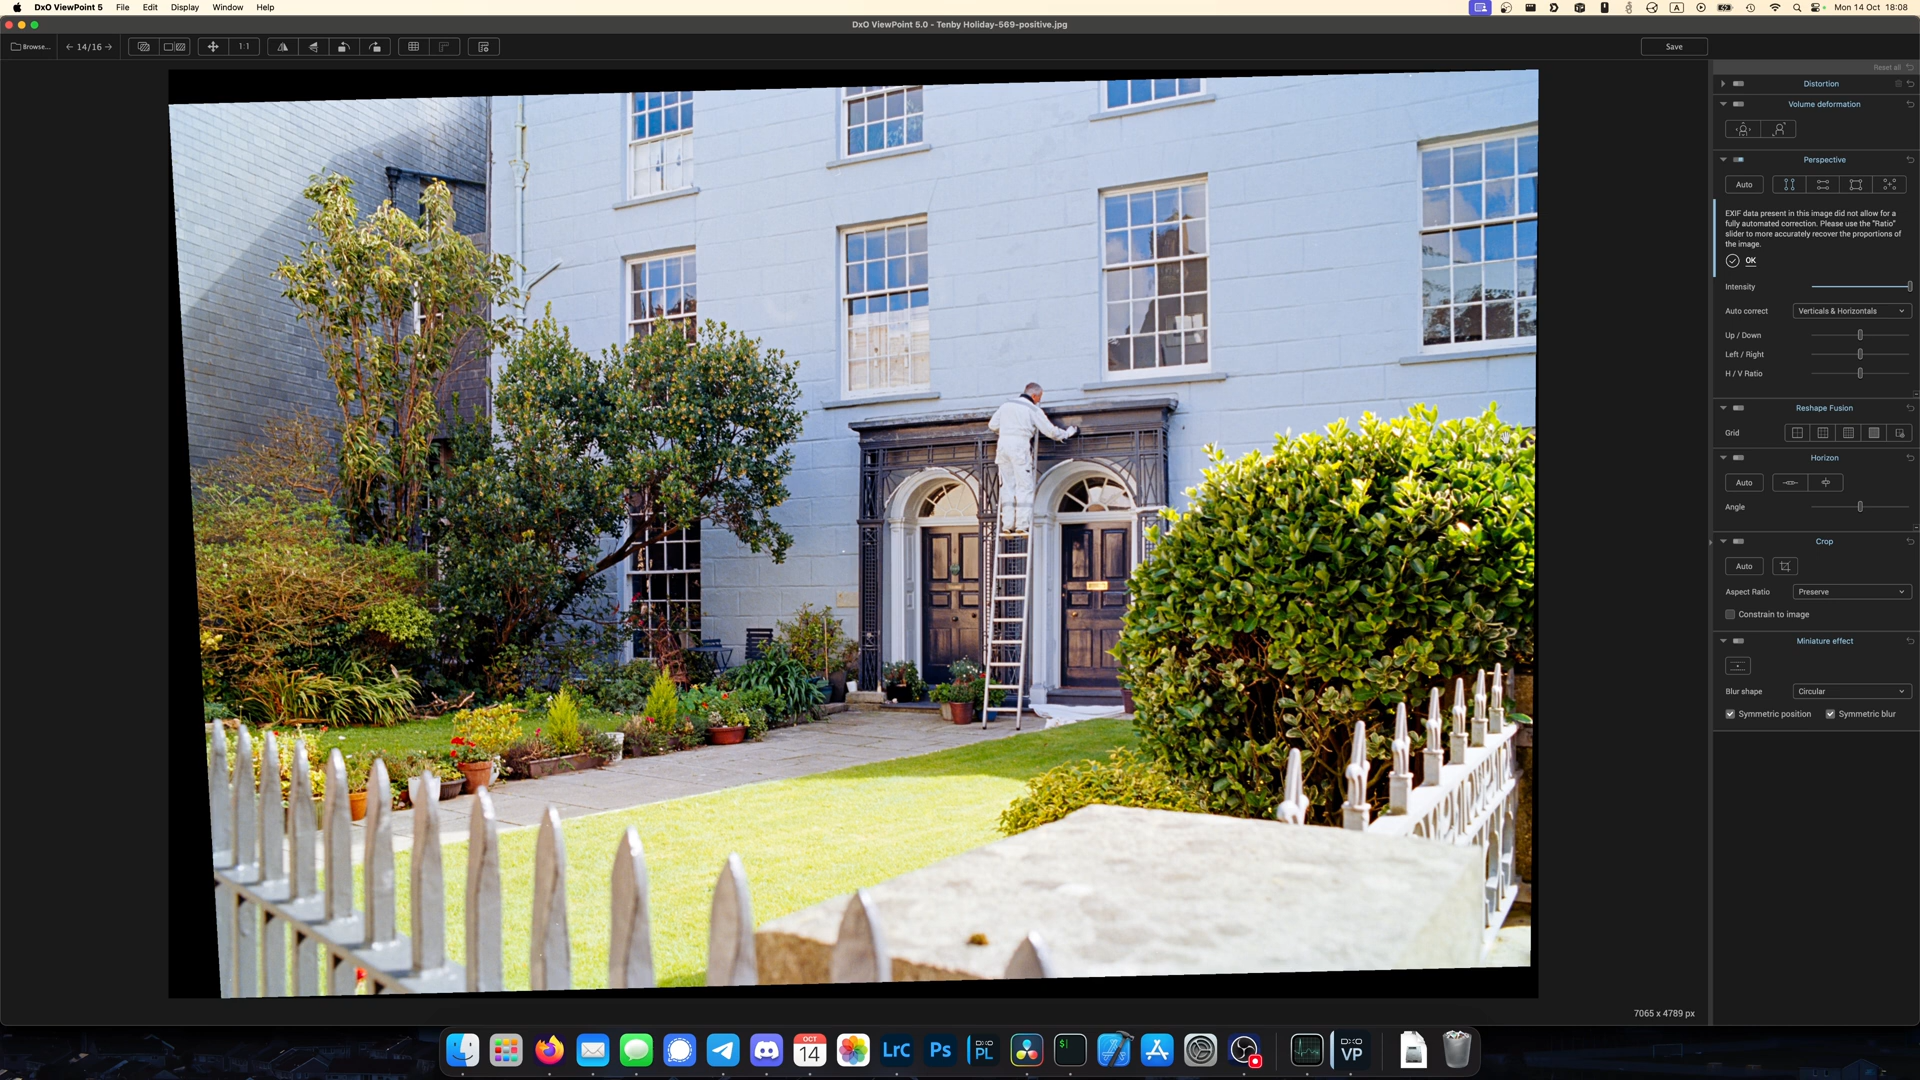 DxO ViewPoint 5 File Edit Display Window Help
A Mon 14 Oct 18:08
DxO ViewPoint 5.0 - Tenby Holiday-569-positive.jpg
Browse... ← 14/16 → 1:1 Save
Reset all
Distortion
Volume deformation
Perspective
Auto
EXIF data present in this image did not allow for a
fully automated correction. Please use the "Ratio"
slider to more accurately recover the proportions of
the image.
OK
Intensity
Auto correct Verticals & Horizontals
Up / Down
Left / Right
H / V Ratio
Reshape Fusion
Grid
Horizon
Auto
Angle
Crop
Auto
Aspect Ratio Preserve
Constrain to image
Miniature effect
Blur shape Circular
Symmetric position Symmetric blur
7065 x 4789 px
OCT
14
LrC
Ps
DXO
PL
$
DXO
VP